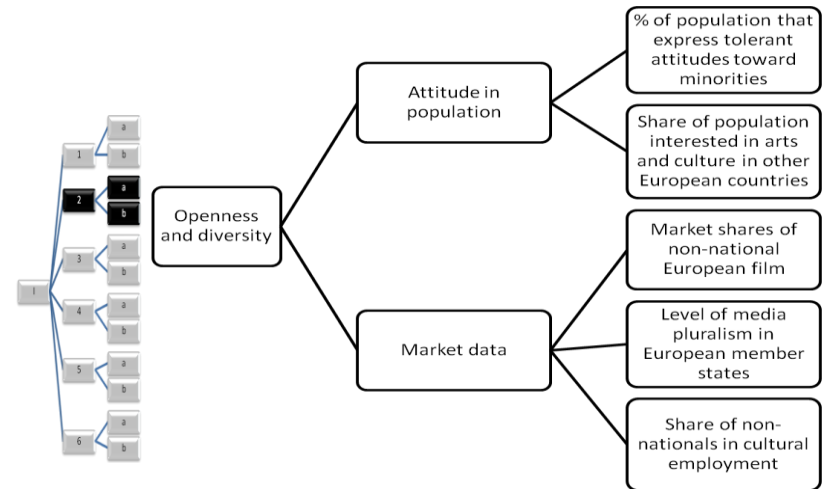 I
1
a
b
2
a
b
3
a
b
4
a
b
5
a
b
6
a
b
Openness
and diversity
Attitude in
population
% of population that
express tolerant
attitudes toward
minorities
Share of population
interested in arts
and culture in other
European countries
Market data
Market shares of
non-national
European film
Level of media
pluralism in
European member
states
Share of non-
nationals in cultural
employment